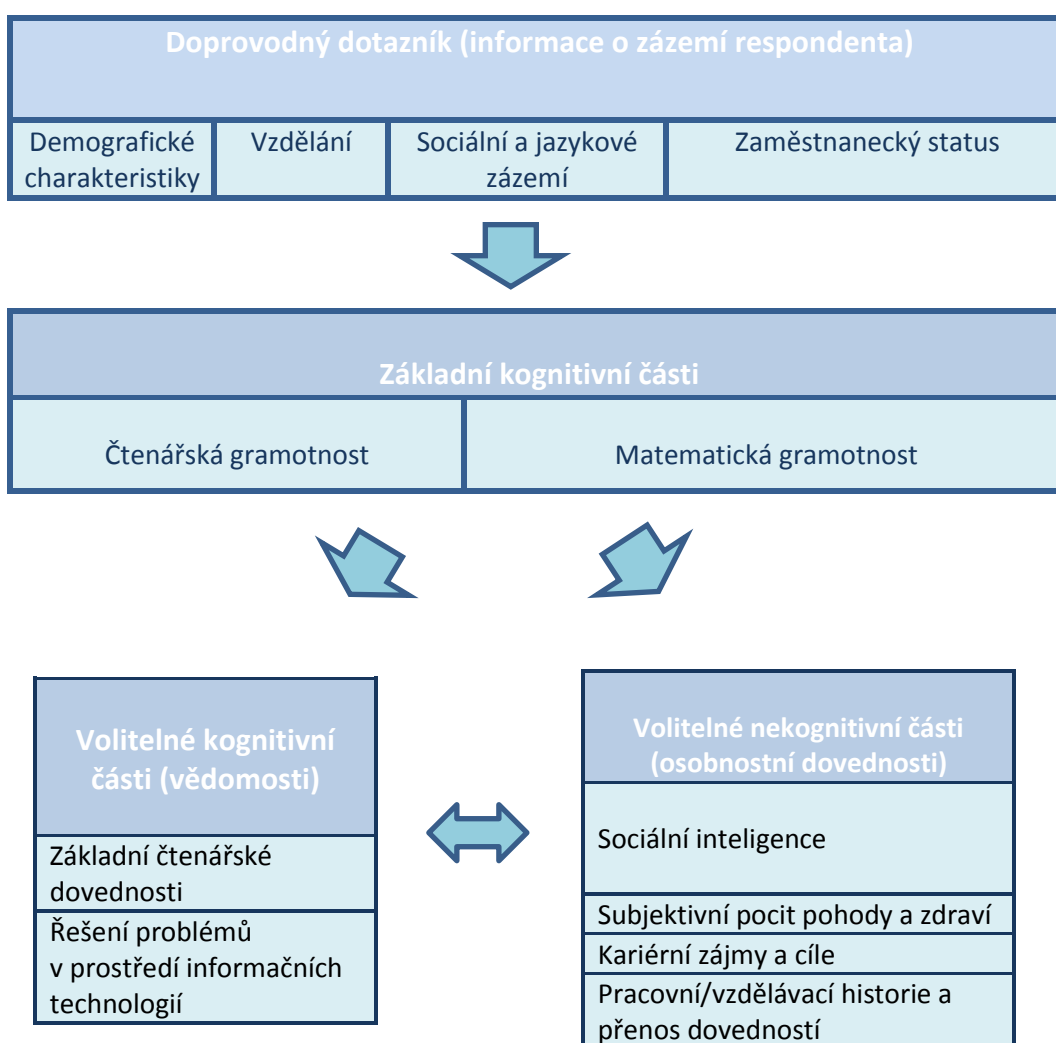 Doprovodný dotazník (informace o zázemí respondenta)
Demografické
charakteristiky
Vzdělání
Sociální a jazykové
zázemí
Zaměstnanecký status
Základní kognitivní části
Čtenářská gramotnost
Matematická gramotnost
Volitelné kognitivní
části (vědomosti)
Základní čtenářské
dovednosti
Řešení problémů
v prostředí informačních
technologií
Volitelné nekognitivní části
(osobnostní dovednosti)
Sociální inteligence
Subjektivní pocit pohody a zdraví
Kariérní zájmy a cíle
Pracovní/vzdělávací historie a
přenos dovedností